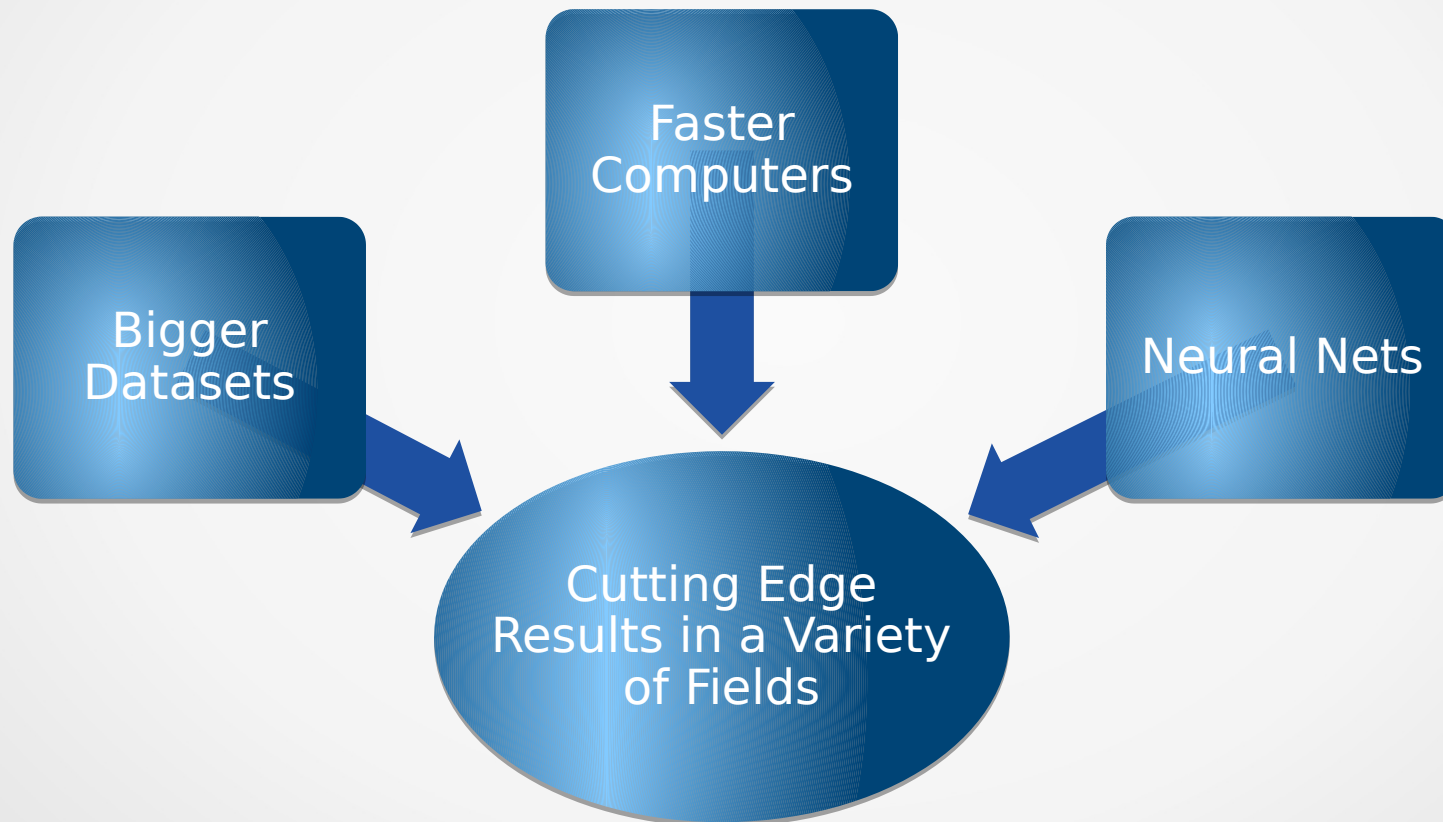 Faster
Computers
Bigger
Datasets
Neural Nets
Cutting Edge
Results in a Variety
of Fields